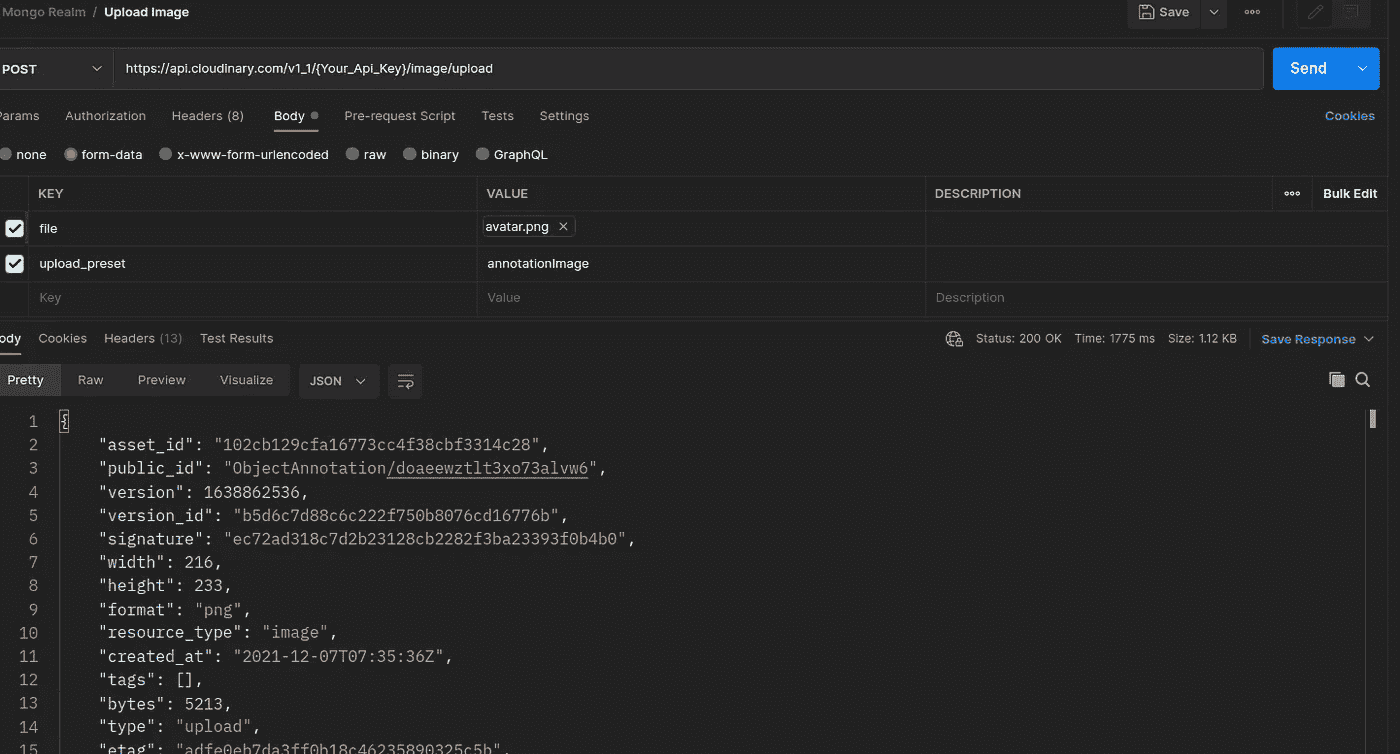 Mongo Realm / Upload Image
Save
POST
https://api.cloudinary.com/v1_1/{Your_Api_Key}/image/upload
Send
Params Authorization Headers (8) Body Pre-request Script Tests Settings Cookies
none form-data x-www-form-urlencoded raw binary GraphQL
KEY VALUE DESCRIPTION Bulk Edit
file avatar.png
upload_preset annotationImage
Key Value Description
ody Cookies Headers (13) Test Results Status: 200 OK Time: 1775 ms Size: 1.12 KB Save Response
Pretty Raw Preview Visualize JSON
1 {
2 "asset_id": "102cb129cfa16773cc4f38cbf3314c28",
3 "public_id": "ObjectAnnotation/doaeewztlt3xo73alvw6",
4 "version": 1638862536,
5 "version_id": "b5d6c7d88c6c222f750b8076cd16776b",
6 "signature": "ec72ad318c7d2b23128cb2282f3ba23393f0b4b0",
7 "width": 216,
8 "height": 233,
9 "format": "png",
10 "resource_type": "image",
11 "created_at": "2021-12-07T07:35:36Z",
12 "tags": [],
13 "bytes": 5213,
14 "type": "upload",
15 "etag": "adfe0eb7da3ff0b18c46235890325c5b",